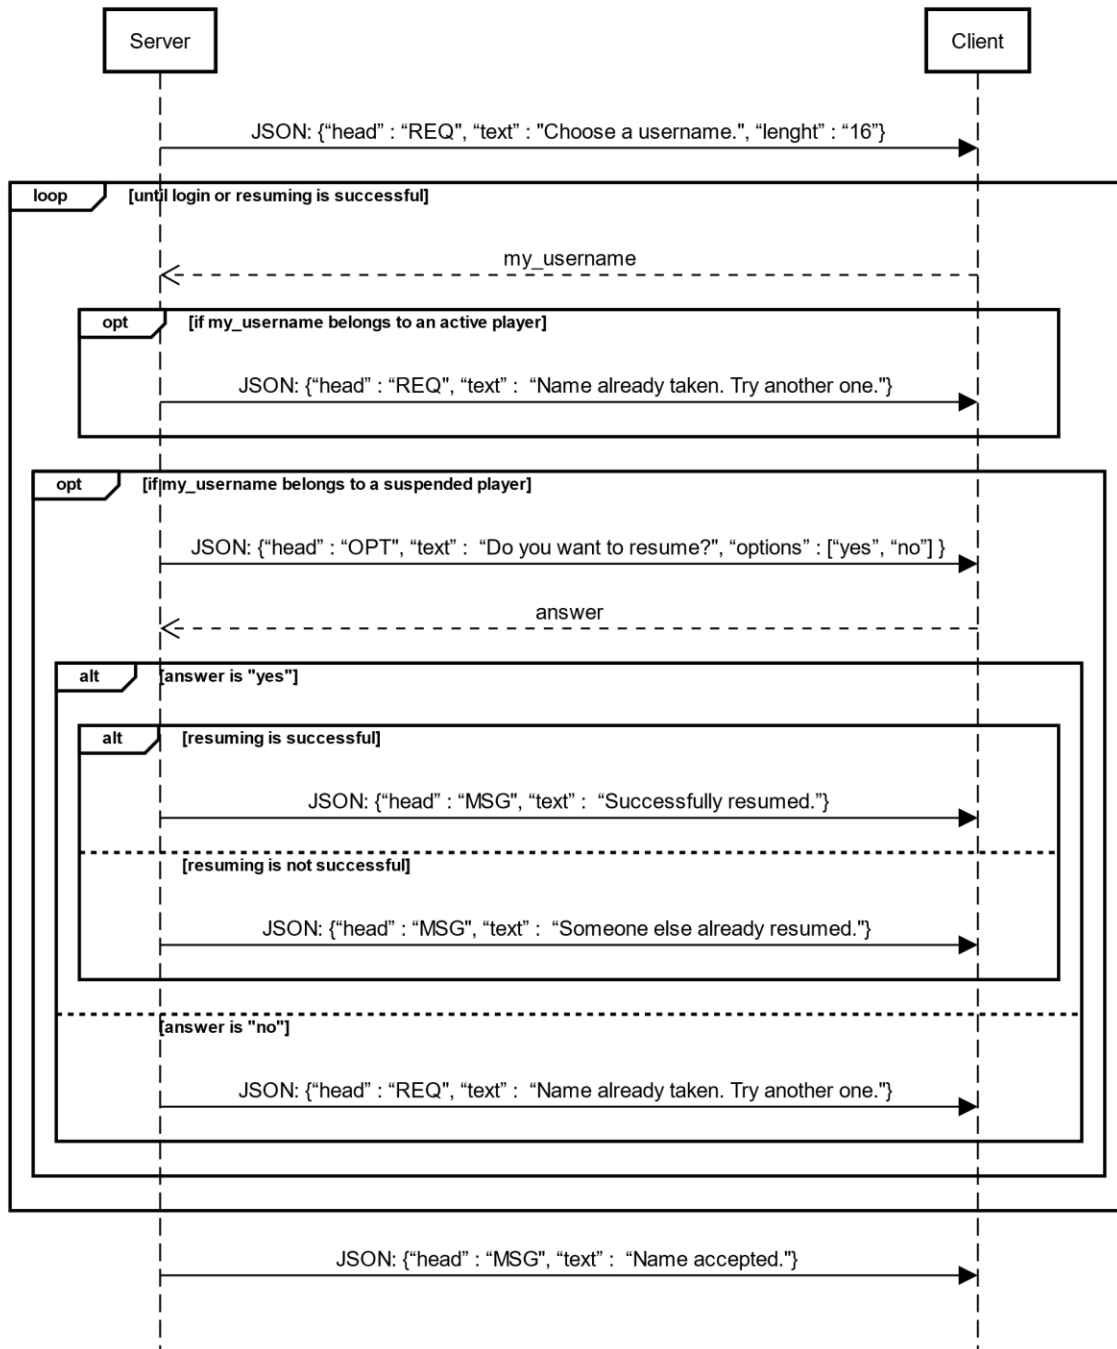 Server
Client
JSON: {“head” : “REQ", “text” : "Choose a username.", “lenght” : “16”}
loop
[until login or resuming is successful]
my_username
opt
[if my_username belongs to an active player]
JSON: {“head” : “REQ", “text” :  “Name already taken. Try another one."}
opt
[if my_username belongs to a suspended player]
JSON: {“head” : “OPT", “text” :  “Do you want to resume?", “options” : [“yes”, “no”] }
answer
alt
[answer is "yes"]
alt
[resuming is successful]
JSON: {“head” : “MSG", “text” :  “Successfully resumed.”}
[resuming is not successful]
JSON: {“head” : “MSG", “text” :  “Someone else already resumed."}
[answer is "no"]
JSON: {“head” : “REQ", “text” :  “Name already taken. Try another one."}
JSON: {“head” : “MSG", “text” :  “Name accepted."}